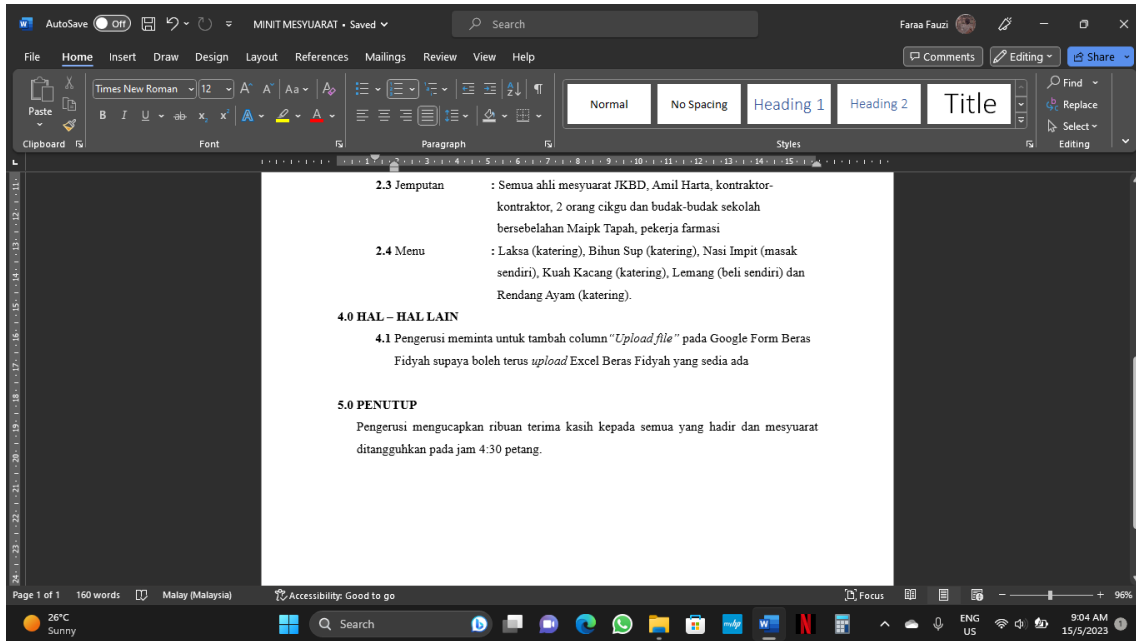 AutoSave Off MINIT MESYUARAT • Saved Search Faraa Fauzi
File Home Insert Draw Design Layout References Mailings Review View Help Comments Editing Share
Paste Times New Roman 12 Normal No Spacing Heading 1 Heading 2 Title Find Replace Select
Clipboard Font Paragraph Styles Editing
2.3 Jemputan : Semua ahli mesyuarat JKBD, Amil Harta, kontraktor-
kontraktor, 2 orang cikgu dan budak-budak sekolah
bersebelahan Maipk Tapah, pekerja farmasi
2.4 Menu : Laksa (katering), Bihun Sup (katering), Nasi Impit (masak
sendiri), Kuah Kacang (katering), Lemang (beli sendiri) dan
Rendang Ayam (katering).
4.0 HAL – HAL LAIN
4.1 Pengerusi meminta untuk tambah column “Upload file” pada Google Form Beras
Fidyah supaya boleh terus upload Excel Beras Fidyah yang sedia ada
5.0 PENUTUP
Pengerusi mengucapkan ribuan terima kasih kepada semua yang hadir dan mesyuarat
ditangguhkan pada jam 4:30 petang.
Page 1 of 1 160 words Malay (Malaysia) Accessibility: Good to go Focus 96%
26°C Search ENG 9:04 AM
Sunny US 15/5/2023